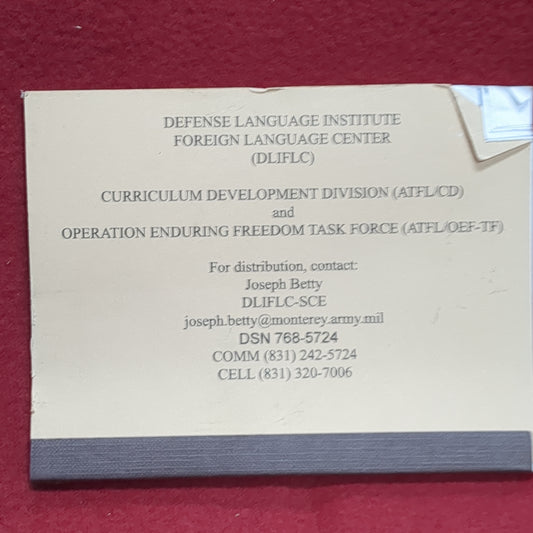 DEFENSE LANGUAGE INSTITUTE
FOREIGN LANGUAGE CENTER
(DLIFLC)
CURRICULUM DEVELOPMENT DIVISION (ATFL/CD)
and
OPERATION ENDURING FREEDOM TASK FORCE (ATFL/OEF-TF)
For distribution, contact:
Joseph Betty
DLIFLC-SCE
joseph.betty@monterey.army.mil
DSN 768-5724
COMM (831) 242-5724
CELL (831) 320-7006